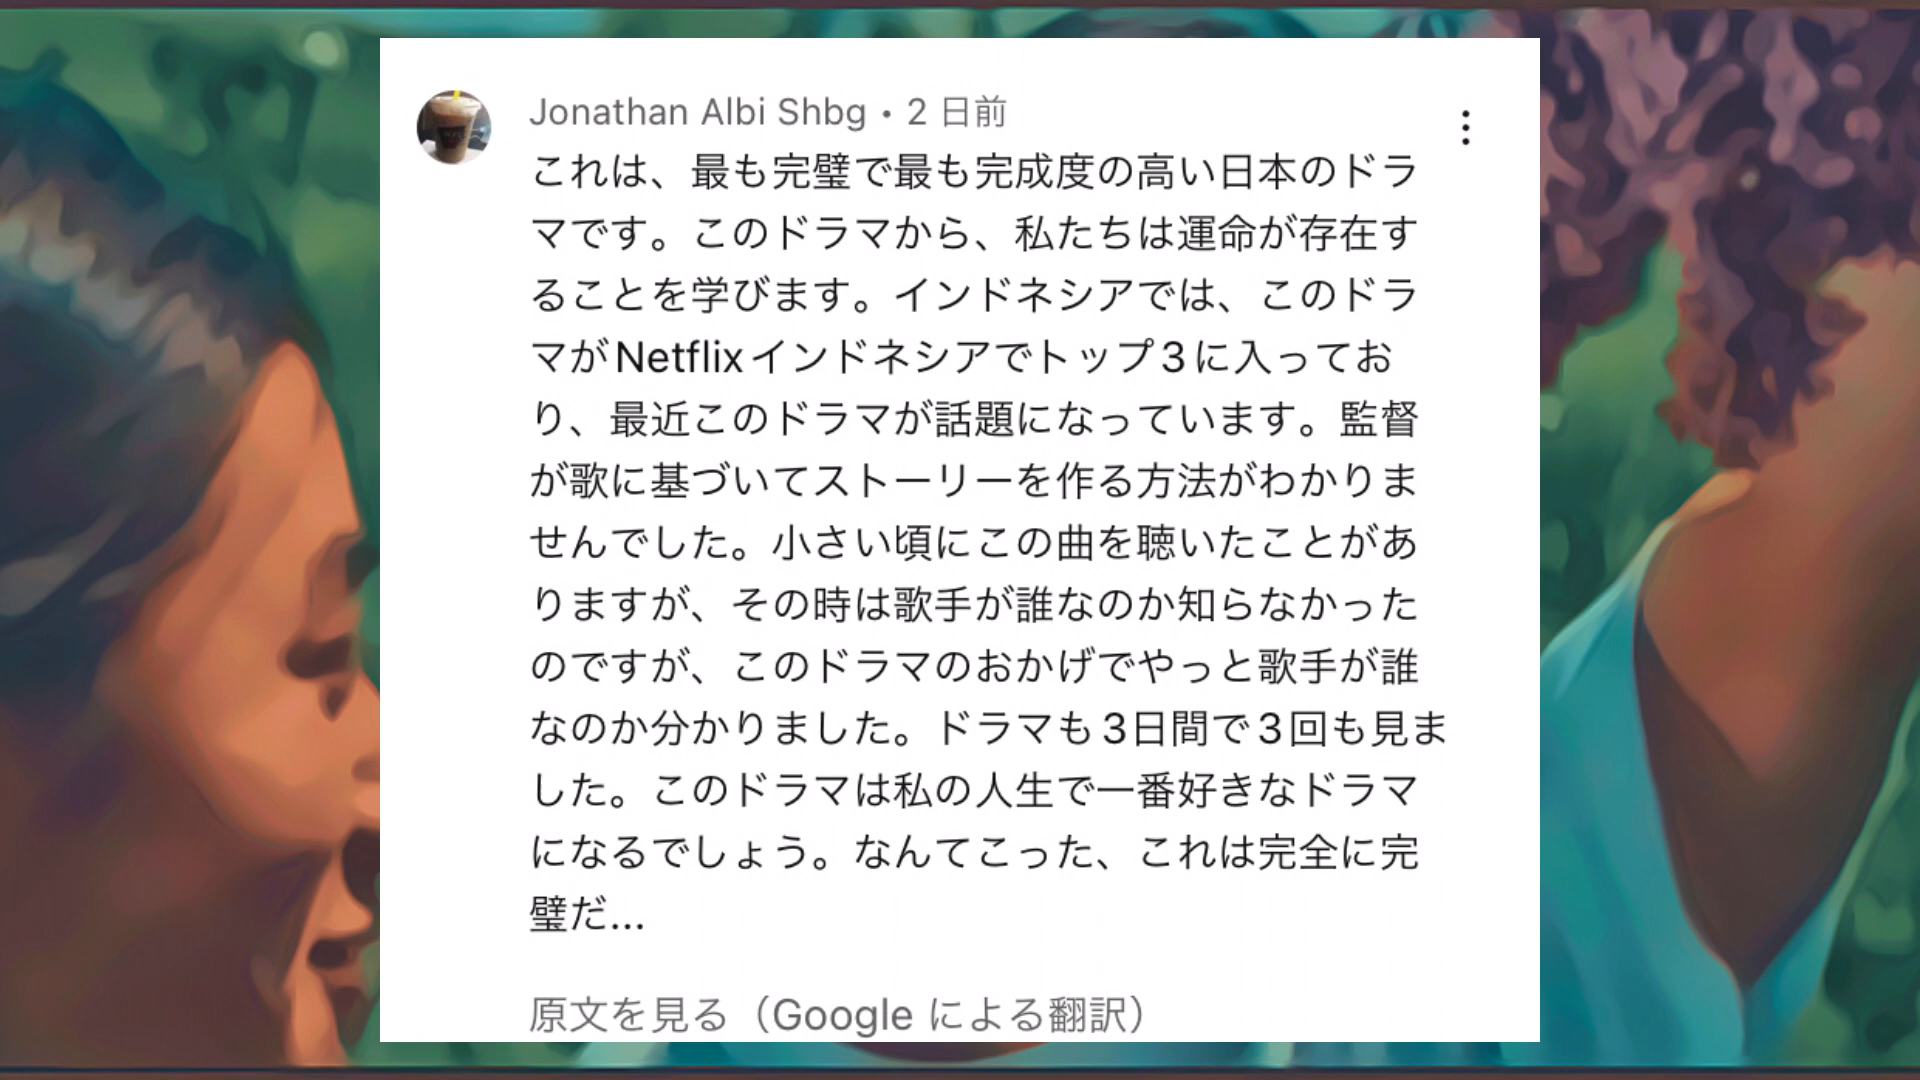 Jonathan Albi Shbg • 2 日前
これは、最も完璧で最も完成度の高い日本のドラ
マです。このドラマから、私たちは運命が存在す
ることを学びます。インドネシアでは、このドラ
マがNetflixインドネシアでトップ3に入ってお
り、最近このドラマが話題になっています。監督
が歌に基づいてストーリーを作る方法がわかりま
せんでした。小さい頃にこの曲を聴いたことがあ
りますが、その時は歌手が誰なのか知らなかった
のですが、このドラマのおかげでやっと歌手が誰
なのか分かりました。ドラマも3日間で3回も見ま
した。このドラマは私の人生で一番好きなドラマ
になるでしょう。なんてこった、これは完全に完
璧だ...
原文を見る（Google による翻訳）